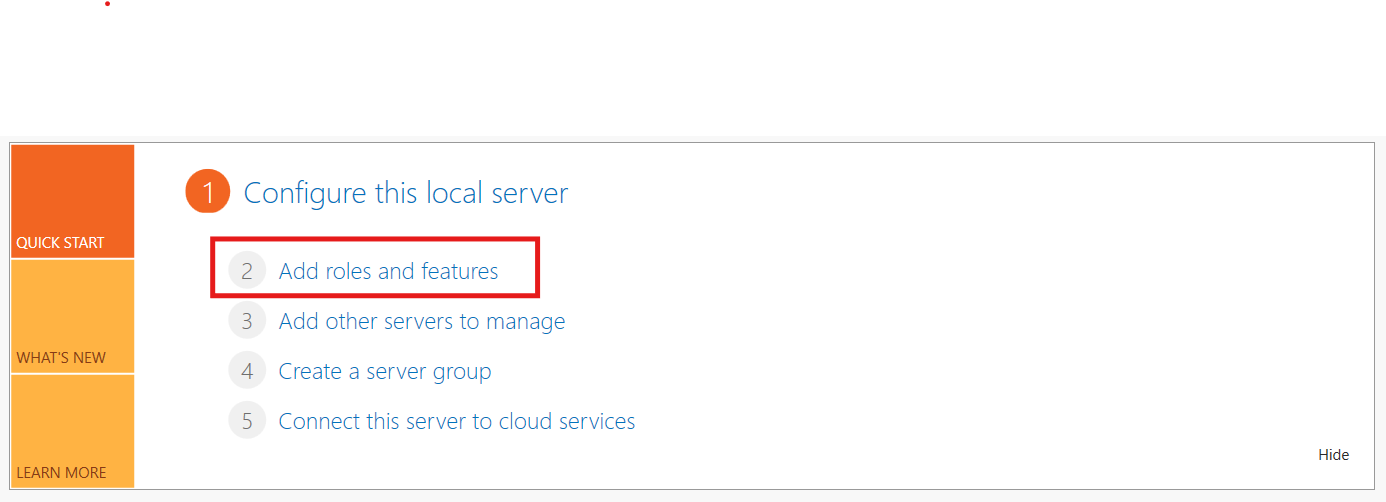 1 Configure this local server
QUICK START
2 Add roles and features
3 Add other servers to manage
WHAT'S NEW
4 Create a server group
5 Connect this server to cloud services
LEARN MORE
Hide